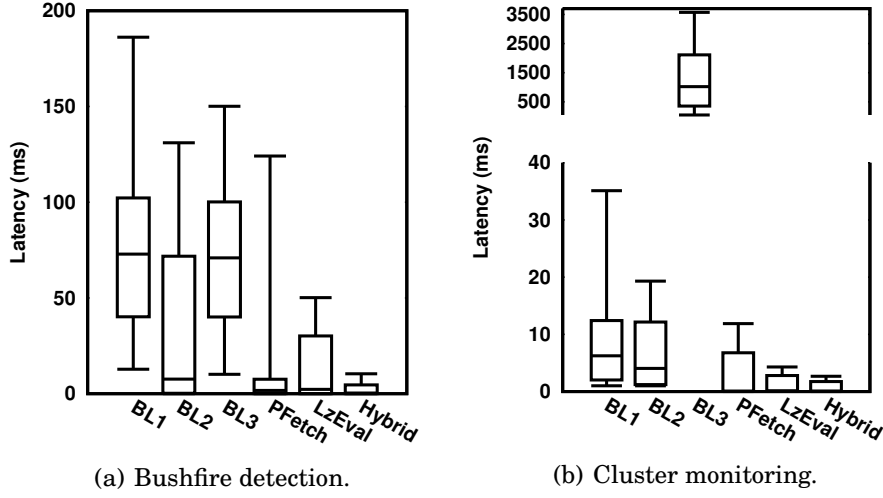 200
150
100
50
0
Latency (ms)
BL1
BL2
BL3
PFetch
LzEval
Hybrid
(a) Bushfire detection.
3500
2500
1500
500
40
30
20
10
0
Latency (ms)
BL1
BL2
BL3
PFetch
LzEval
Hybrid
(b) Cluster monitoring.